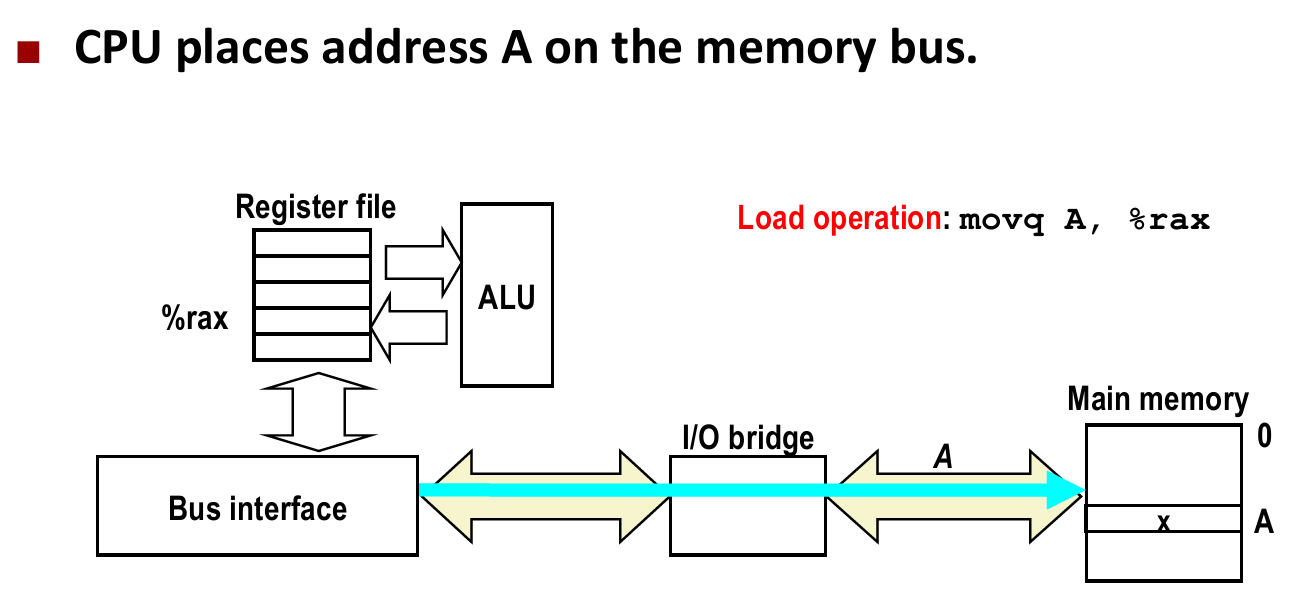 CPU places address A on the memory bus.
Register file
Load operation: movq A, %rax
ALU
%rax
Main memory
I/O bridge
A
0
Bus interface
x
A